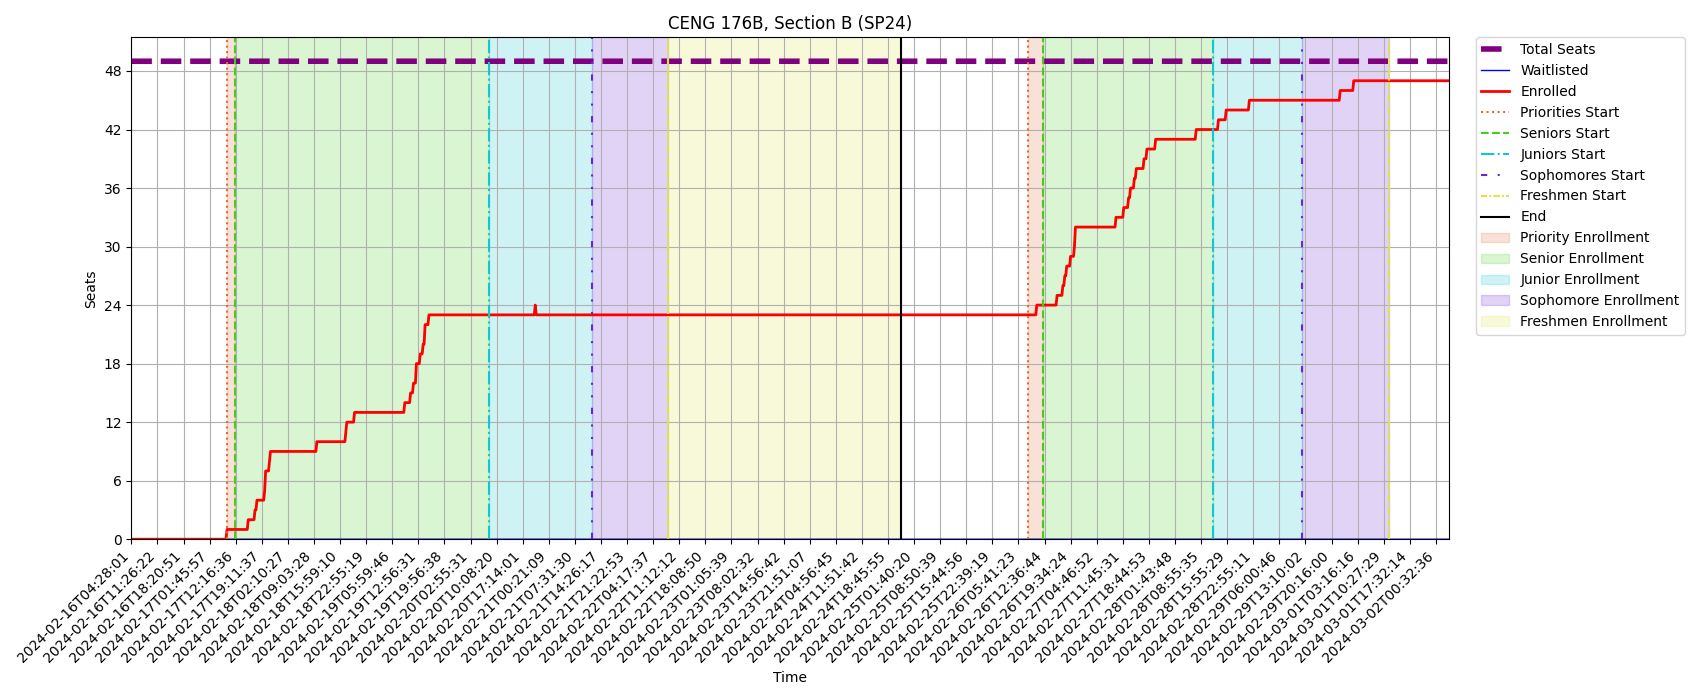 CENG 176B, Section B (SP24)
Seats
48
42
36
30
24
18
12
6
0
2024-02-16T04:28:01
2024-02-16T11:26:22
2024-02-16T18:20:51
2024-02-17T01:45:57
2024-02-17T12:16:36
2024-02-17T19:11:37
2024-02-18T02:10:27
2024-02-18T09:03:28
2024-02-18T15:59:10
2024-02-18T22:55:19
2024-02-19T05:59:46
2024-02-19T12:56:31
2024-02-19T19:56:38
2024-02-20T02:55:31
2024-02-20T10:08:20
2024-02-20T17:14:01
2024-02-21T00:21:09
2024-02-21T07:31:30
2024-02-21T14:26:17
2024-02-21T21:22:53
2024-02-22T04:17:37
2024-02-22T11:12:12
2024-02-22T18:08:50
2024-02-23T01:05:39
2024-02-23T08:02:32
2024-02-23T14:56:42
2024-02-23T21:51:07
2024-02-24T04:56:45
2024-02-24T11:51:42
2024-02-24T18:45:55
2024-02-25T01:40:20
2024-02-25T08:50:39
2024-02-25T15:44:56
2024-02-25T22:39:19
2024-02-26T05:41:23
2024-02-26T12:36:44
2024-02-26T19:34:24
2024-02-27T04:46:52
2024-02-27T11:45:31
2024-02-27T18:44:53
2024-02-28T01:43:48
2024-02-28T08:55:35
2024-02-28T15:55:29
2024-02-28T22:55:11
2024-02-29T06:00:46
2024-02-29T13:10:02
2024-02-29T20:16:00
2024-03-01T03:16:16
2024-03-01T10:27:29
2024-03-01T17:32:14
2024-03-02T00:32:36
Time
Total Seats
Waitlisted
Enrolled
Priorities Start
Seniors Start
Juniors Start
Sophomores Start
Freshmen Start
End
Priority Enrollment
Senior Enrollment
Junior Enrollment
Sophomore Enrollment
Freshmen Enrollment